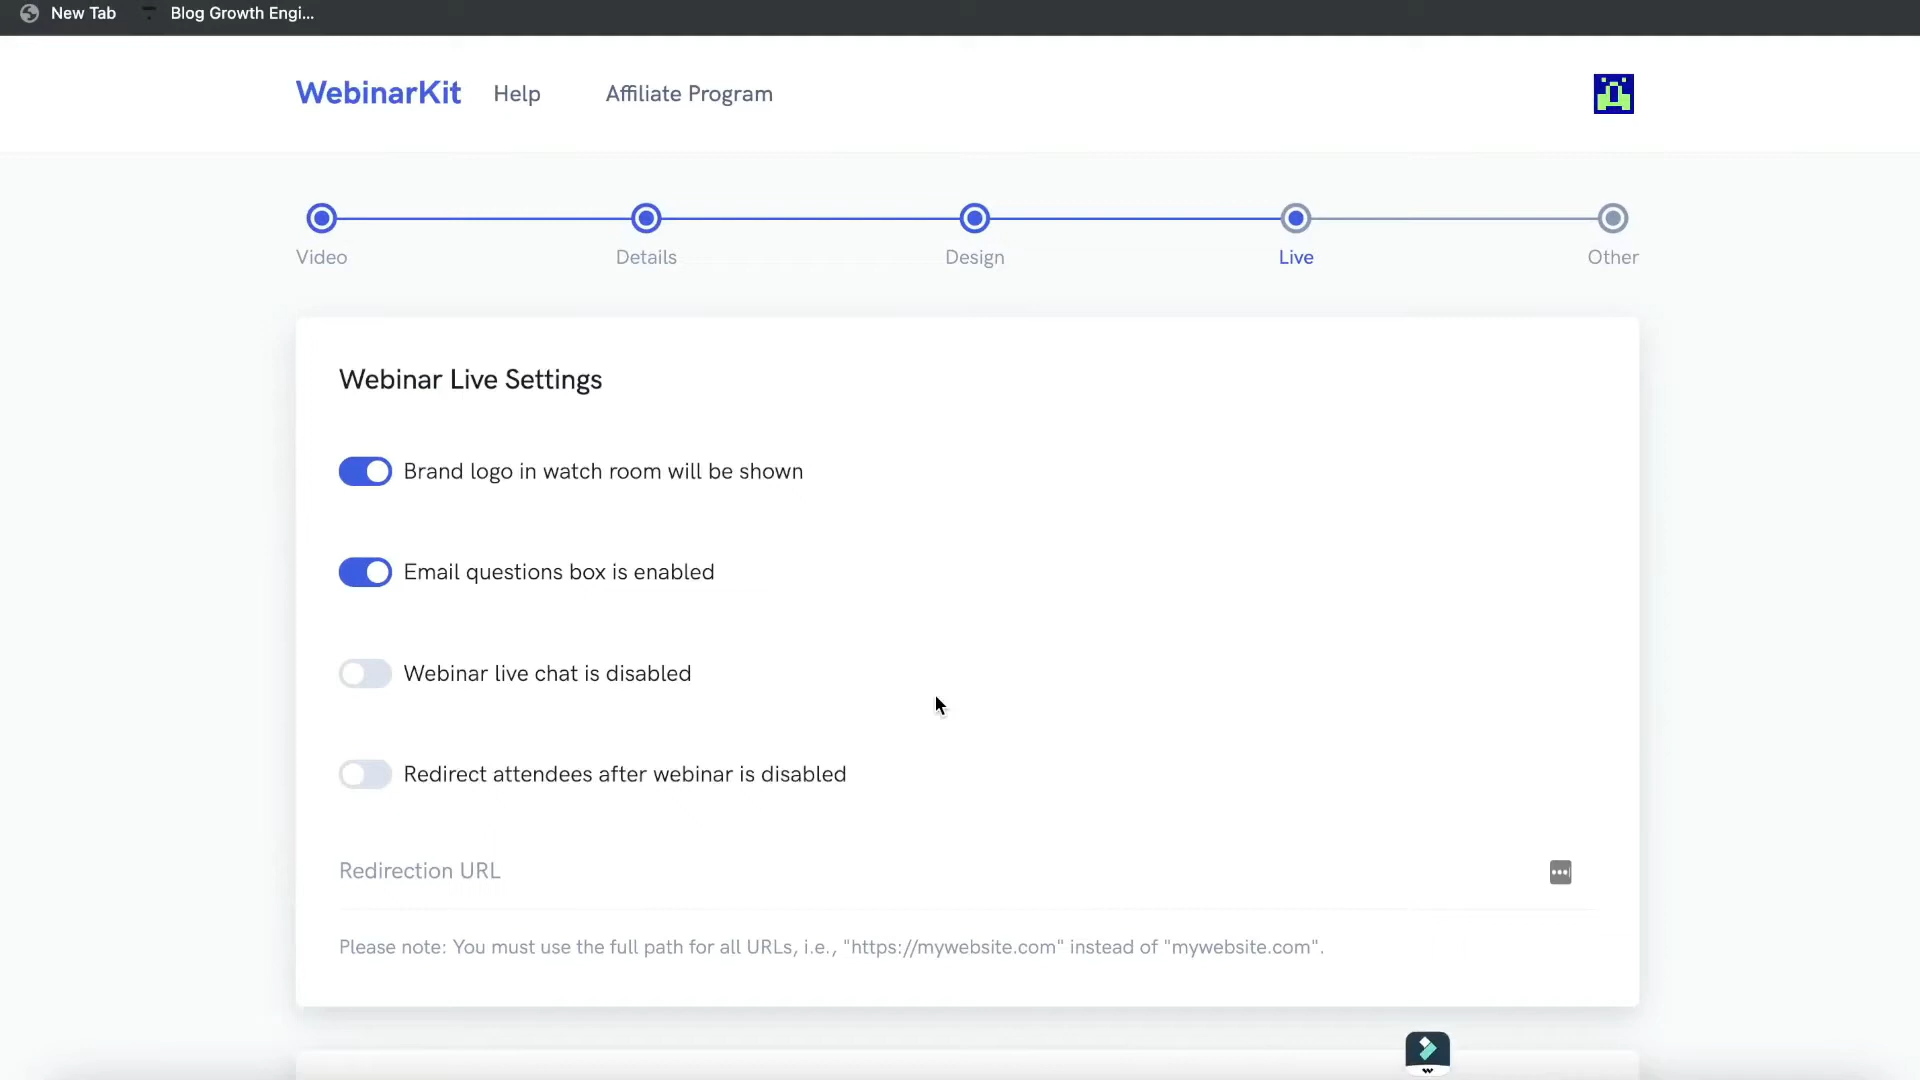 New Tab
Blog Growth Engi...
WebinarKit
Help
Affiliate Program
Video
Details
Design
Live
Other
Webinar Live Settings
Brand logo in watch room will be shown
Email questions box is enabled
Webinar live chat is disabled
Redirect attendees after webinar is disabled
Redirection URL
Please note: You must use the full path for all URLs, i.e., "https://mywebsite.com" instead of "mywebsite.com".